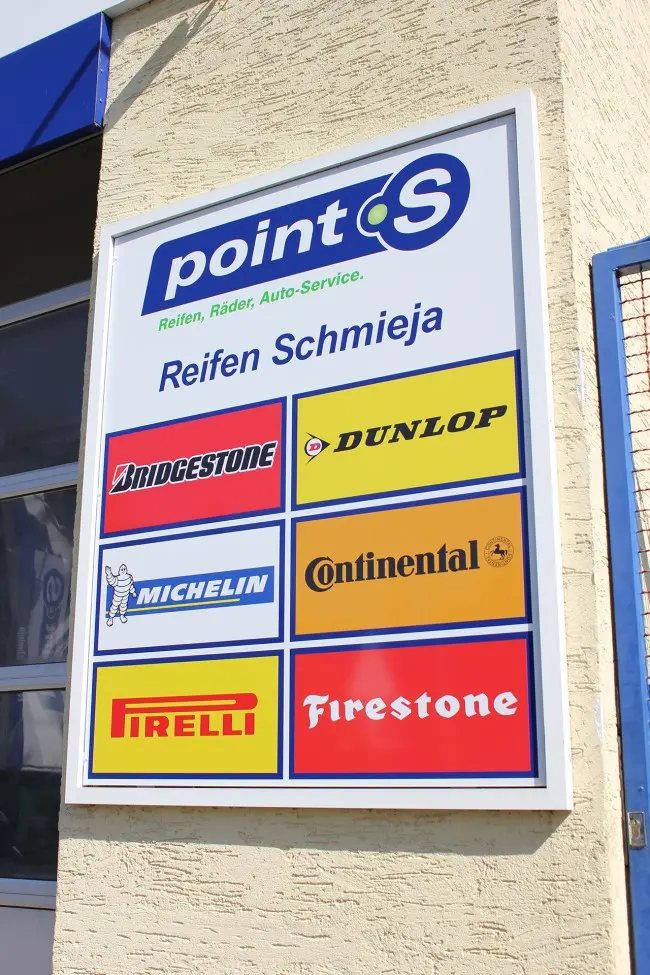 point S
Reifen, Räder, Auto-Service.
Reifen Schmieja
BRIDGESTONE
D DUNLOP
MICHELIN
Continental
PIRELLI
Firestone